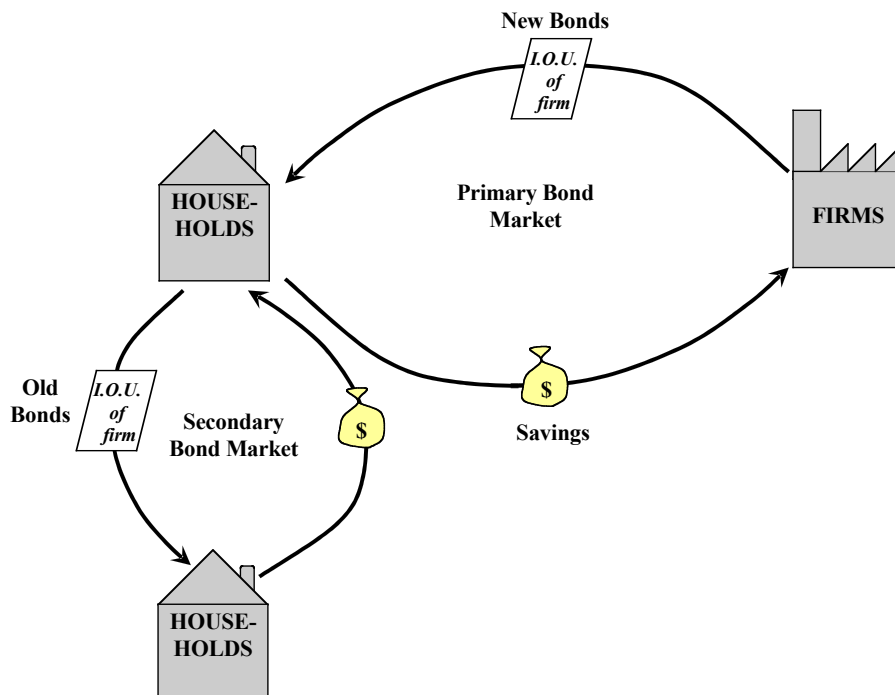 New Bonds
I.O.U.
of
firm
HOUSE-
HOLDS
Primary Bond
Market
FIRMS
Old
Bonds
I.O.U.
of
firm
Secondary
Bond Market
$
$
Savings
HOUSE-
HOLDS